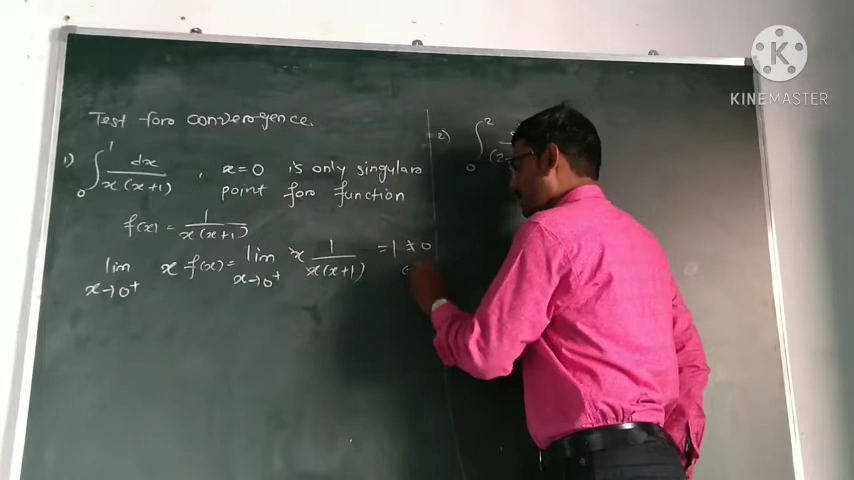 Test for convergence.
1) ∫₀¹ dx / x(x+1) , x=0 is only singular
point for function
f(x) = 1 / x(x+1)
lim x→0⁺ x f(x) = lim x→0⁺ x 1 / x(x+1) = 1 ≠ 0
2) ∫₀²
K
KINEMASTER